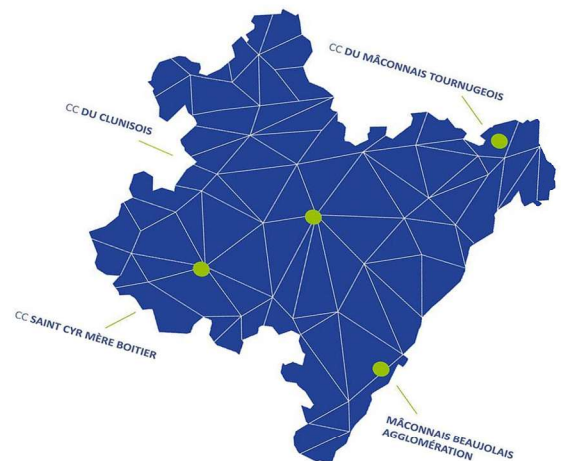 CC DU MÂCONNAIS TOURNUGEOIS
CC DU CLUNISOIS
CC SAINT CYR MÈRE BOITIER
MÂCONNAIS BEAUJOLAIS
AGGLOMÉRATION